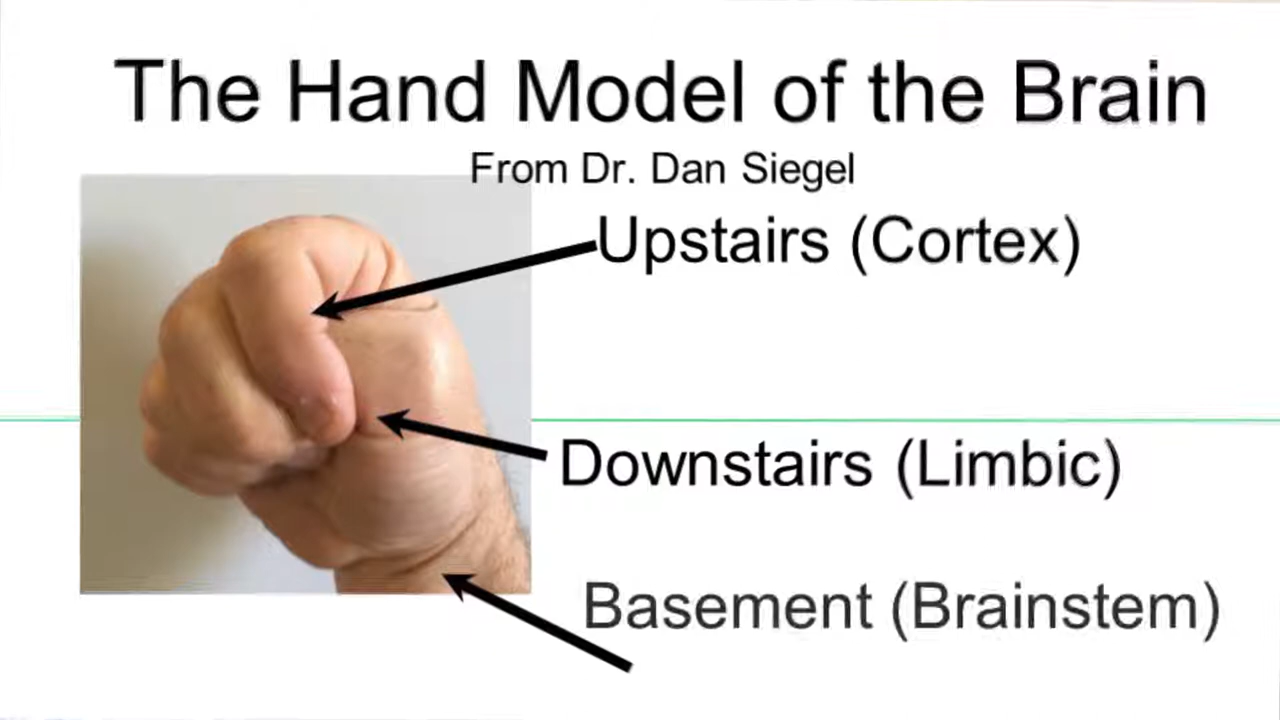 The Hand Model of the Brain
From Dr. Dan Siegel
Upstairs (Cortex)
Downstairs (Limbic)
Basement (Brainstem)